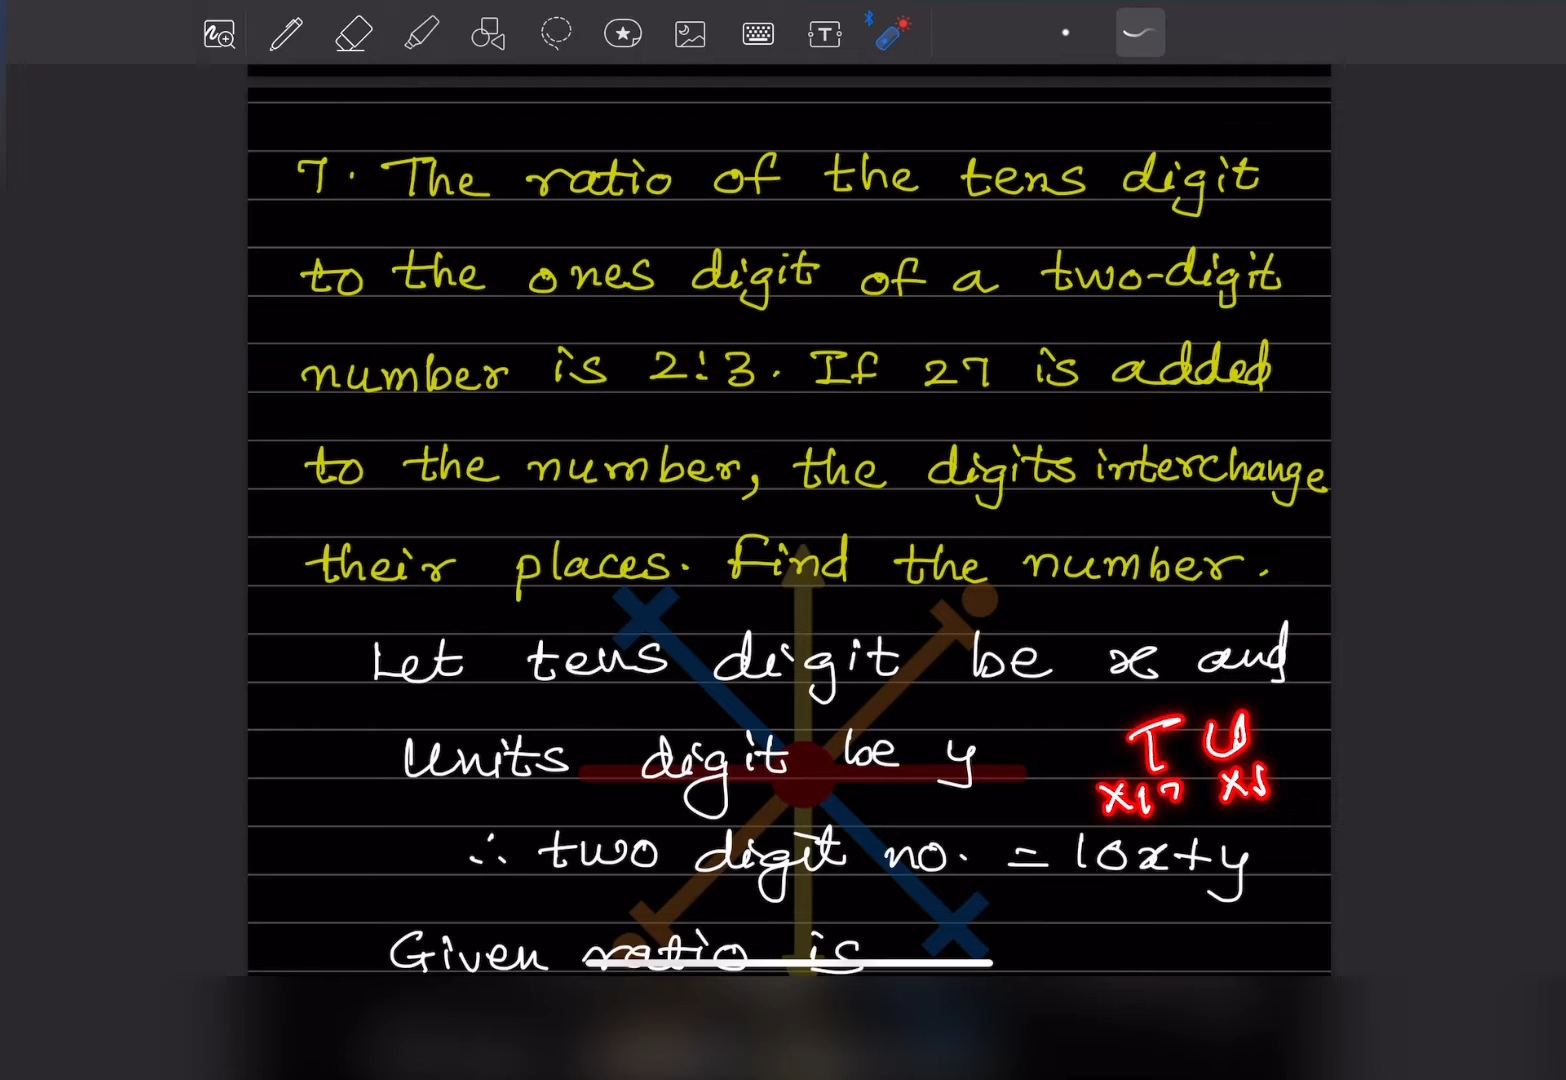 7. The ratio of the tens digit
to the ones digit of a two-digit
number is 2:3. If 27 is added
to the number, the digits interchange
their places. Find the number.
Let tens digit be x and
Units digit be y
T U
×10 ×1
∴ two digit no. = 10x+y
Given ratio is